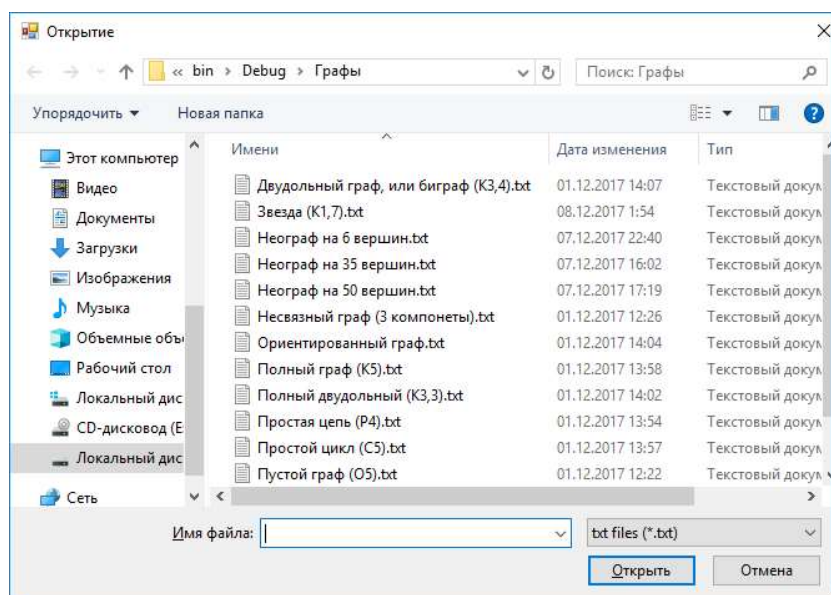 Открытие
« bin › Debug › Графы
Поиск: Графы
Упорядочить
Новая папка
Этот компьютер
Видео
Документы
Загрузки
Изображения
Музыка
Объемные объ
Рабочий стол
Локальный дис
CD-дисковод (E
Локальный дис
Сеть
Имени Дата изменения Тип
Двудольный граф, или биграф (K3,4).txt 01.12.2017 14:07 Текстовый докум
Звезда (K1,7).txt 08.12.2017 1:54 Текстовый докум
Неограф на 6 вершин.txt 07.12.2017 22:40 Текстовый докум
Неограф на 35 вершин.txt 07.12.2017 16:02 Текстовый докум
Неограф на 50 вершин.txt 07.12.2017 17:19 Текстовый докум
Несвязный граф (3 компонеты).txt 01.12.2017 12:26 Текстовый докум
Ориентированный граф.txt 01.12.2017 14:04 Текстовый докум
Полный граф (K5).txt 01.12.2017 13:58 Текстовый докум
Полный двудольный (K3,3).txt 01.12.2017 14:02 Текстовый докум
Простая цепь (P4).txt 01.12.2017 13:54 Текстовый докум
Простой цикл (C5).txt 01.12.2017 13:57 Текстовый докум
Пустой граф (O5).txt 01.12.2017 12:22 Текстовый докум
Имя файла:
txt files (*.txt)
Открыть
Отмена